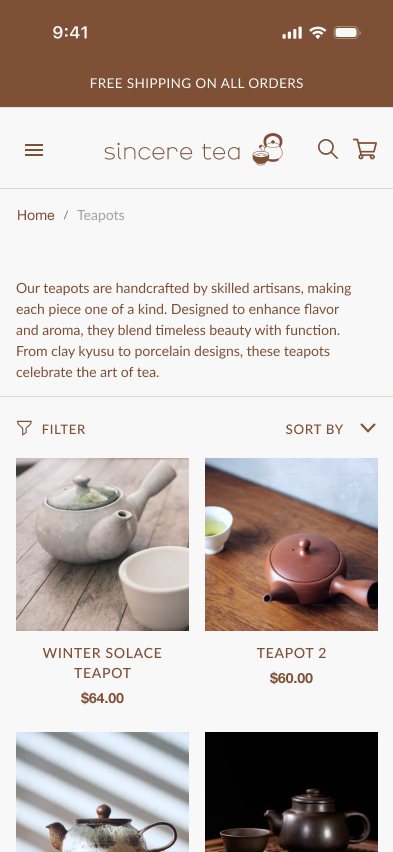 9:41
FREE SHIPPING ON ALL ORDERS
sincere tea
Home / Teapots
Our teapots are handcrafted by skilled artisans, making
each piece one of a kind. Designed to enhance flavor
and aroma, they blend timeless beauty with function.
From clay kyusu to porcelain designs, these teapots
celebrate the art of tea.
FILTER SORT BY
WINTER SOLACE
TEAPOT
$64.00
TEAPOT 2
$60.00